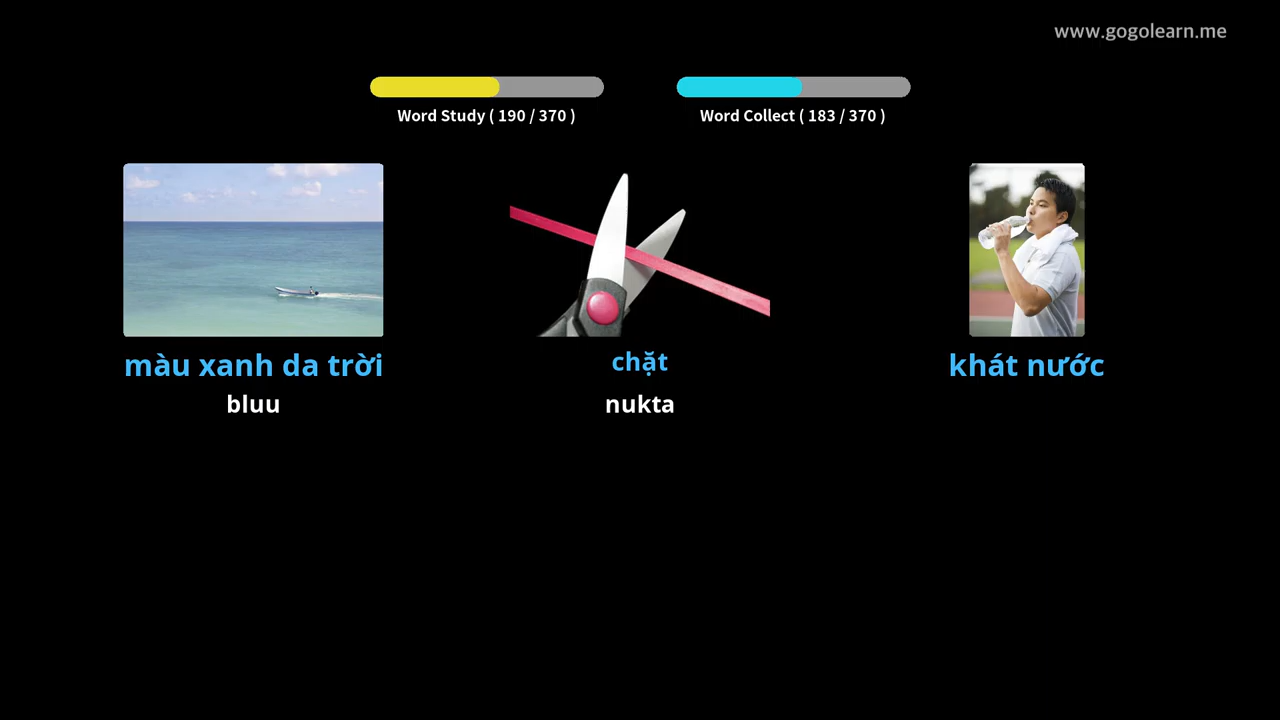 www.gogolearn.me
Word Study ( 190 / 370 )
Word Collect ( 183 / 370 )
màu xanh da trời
chặt
khát nước
bluu
nukta